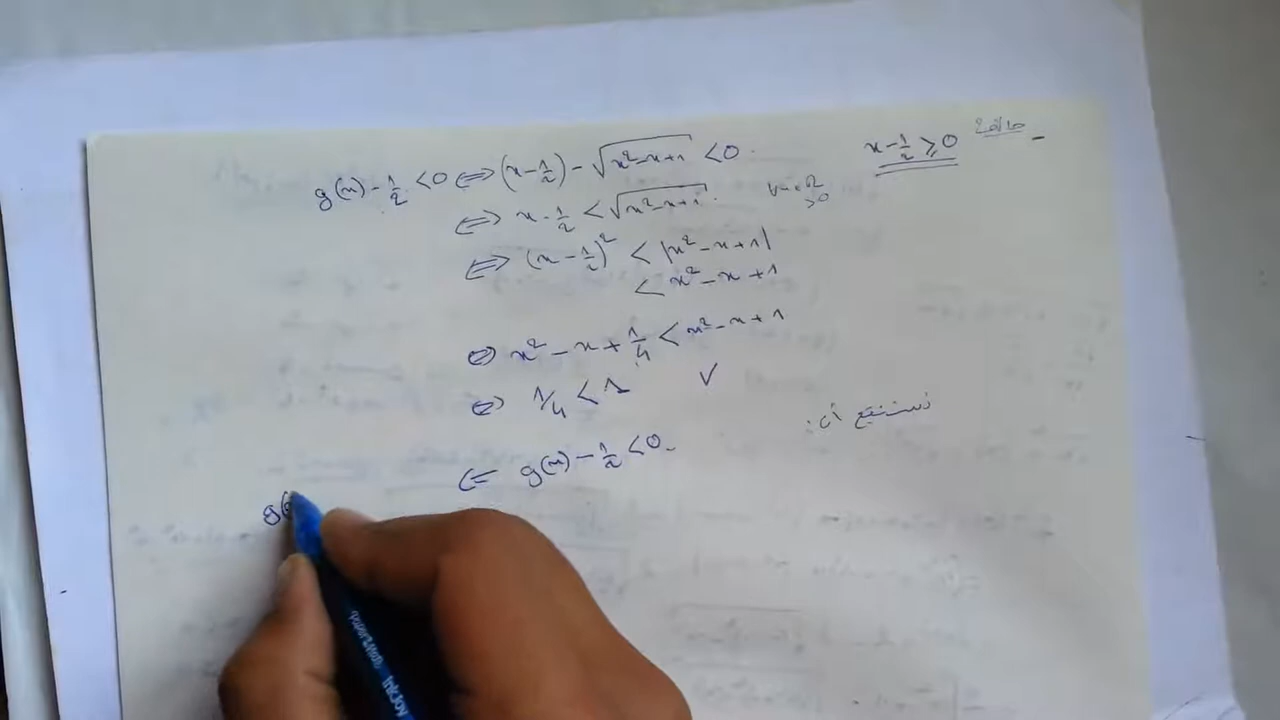 g(x) - 1/2 < 0 ⇔ (x - 1/2) - √(x² - x + 1) < 0
x - 1/2 ≥ 0
⇔ x - 1/2 < √(x² - x + 1)
⇔ (x - 1/2)² < |x² - x + 1|
< x² - x + 1
⇔ x² - x + 1/4 < x² - x + 1
⇔ 1/4 < 1 ✓
نستنتج أن:
⇐ g(x) - 1/2 < 0
g(
inkJoy